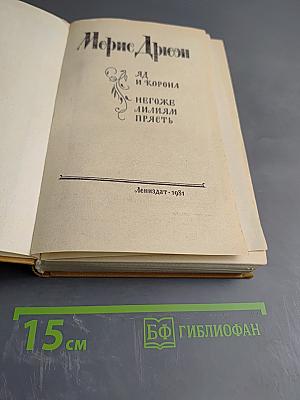 Морис Дрюон
ЯД
И КОРОНА
НЕГОЖЕ
ЛИЛИЯМ
ПРЯСТЬ
Лениздат · 1981
15 см
БФ ГИБЛИОФАН